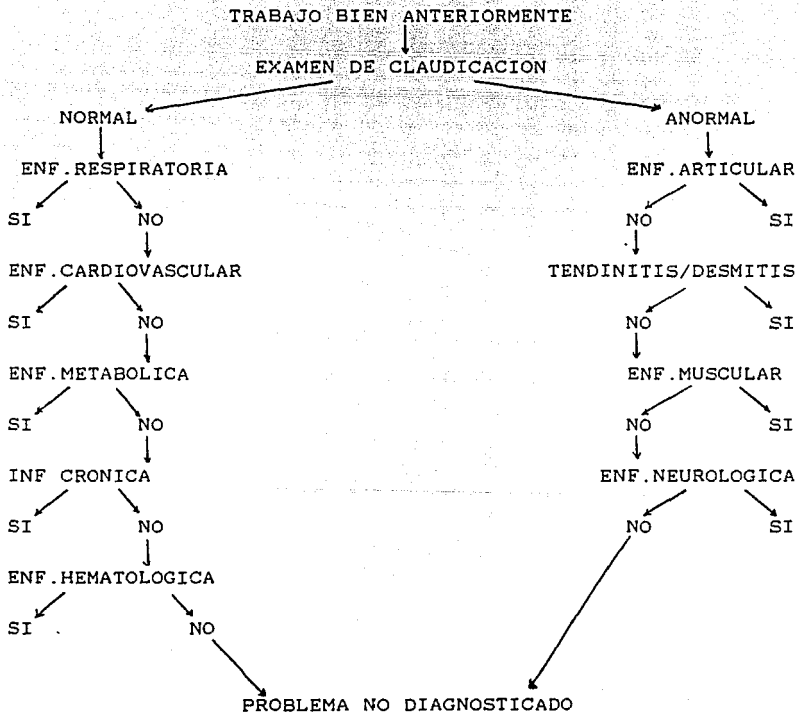 TRABAJO BIEN ANTERIORMENTE
EXAMEN DE CLAUDICACION
NORMAL ANORMAL
ENF.RESPIRATORIA ENF.ARTICULAR
SI NO NO SI
ENF.CARDIOVASCULAR TENDINITIS/DESMITIS
SI NO NO SI
ENF.METABOLICA ENF.MUSCULAR
SI NO NO SI
INF CRONICA ENF.NEUROLOGICA
SI NO NO SI
ENF.HEMATOLOGICA
SI NO
PROBLEMA NO DIAGNOSTICADO